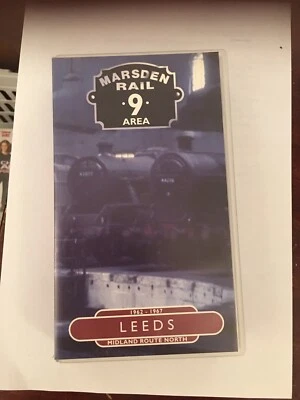 MARSDEN
RAIL
· 9 ·
AREA
1962 - 1967
LEEDS
MIDLAND ROUTE NORTH